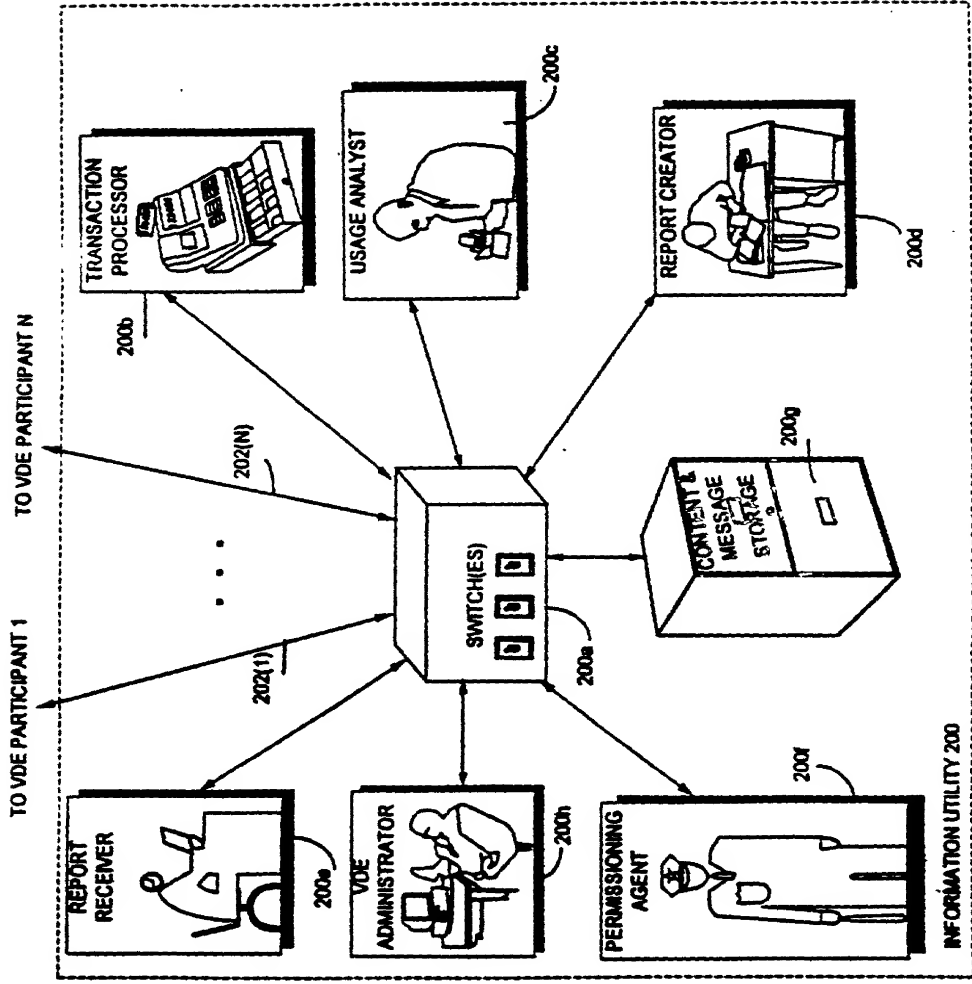 TO VDE PARTICIPANT 1
TO VDE PARTICIPANT N
202(1)
202(N)
REPORT
RECEIVER
200e
TRANSACTION
PROCESSOR
200b
VDE
ADMINISTRATOR
200h
SWITCH(ES)
200a
USAGE ANALYST
200c
PERMISSIONING
AGENT
200f
CONTENT &
MESSAGE
STORAGE
200g
REPORT CREATOR
200d
INFORMATION UTILITY 200